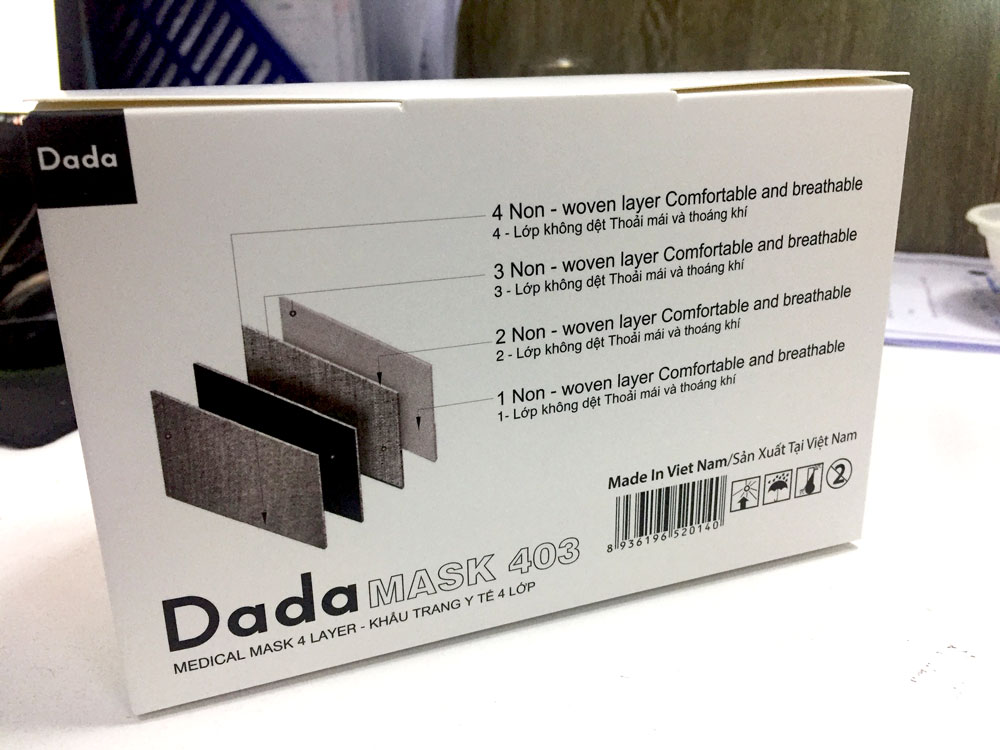 Dada
4 Non - woven layer Comfortable and breathable
4 - Lớp không dệt Thoải mái và thoáng khí
3 Non - woven layer Comfortable and breathable
3 - Lớp không dệt Thoải mái và thoáng khí
2 Non - woven layer Comfortable and breathable
2 - Lớp không dệt Thoải mái và thoáng khí
1 Non - woven layer Comfortable and breathable
1- Lớp không dệt Thoải mái và thoáng khí
Made In Viet Nam/Sản Xuất Tại Việt Nam
2
8 936196 520140
Dada MASK 403
MEDICAL MASK 4 LAYER - KHẨU TRANG Y TẾ 4 LỚP